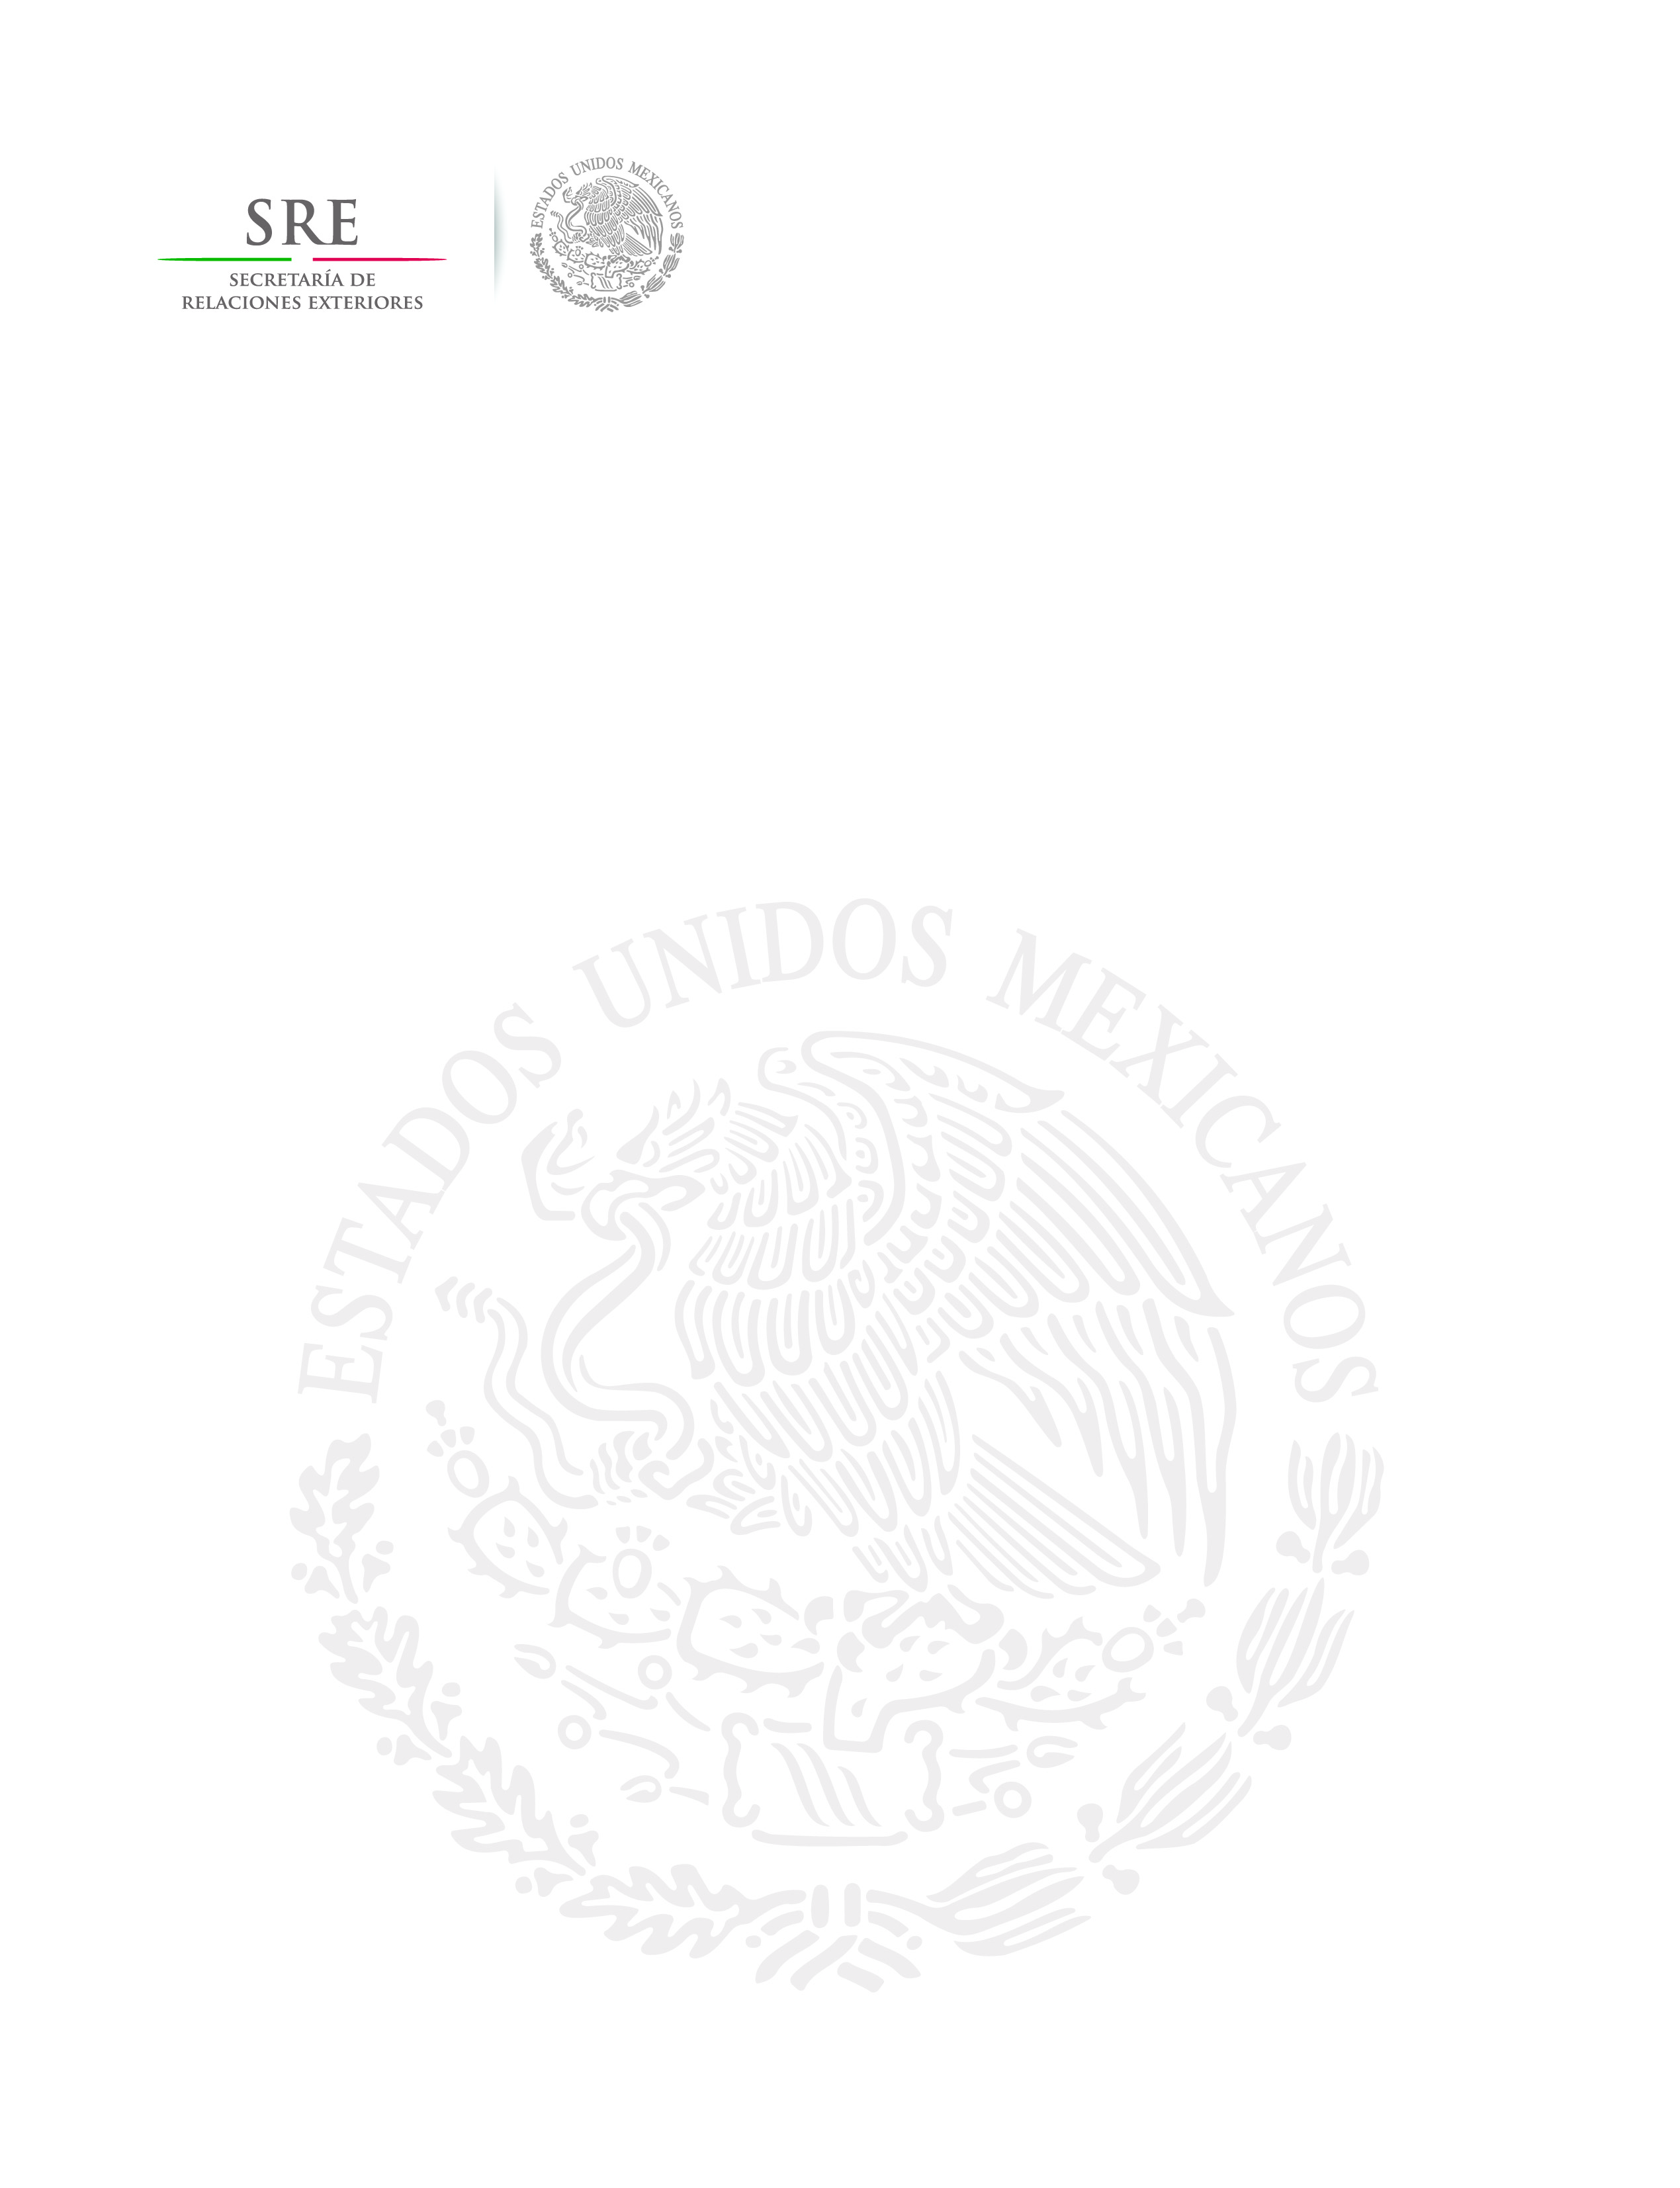 SRE
SECRETARÍA DE
RELACIONES EXTERIORES
ESTADOS UNIDOS MEXICANOS
ESTADOS UNIDOS MEXICANOS